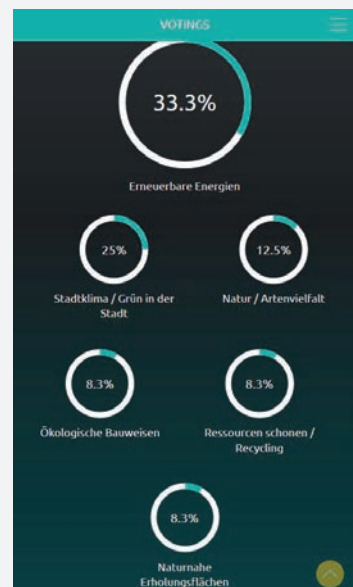 VOTINGS
33.3%
Erneuerbare Energien
25%
12.5%
Stadtklima / Grün in der
Stadt
Natur / Artenvielfalt
8.3%
8.3%
Ökologische Bauweisen
Ressourcen schonen /
Recycling
8.3%
Naturnahe
Erholungsflächen